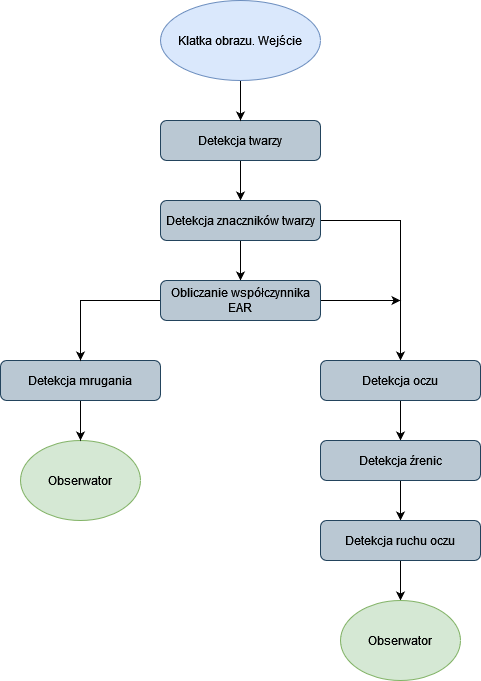 Klatka obrazu. Wejście
Detekcja twarzy
Detekcja znaczników twarzy
Obliczanie współczynnika
EAR
Detekcja mrugania
Detekcja oczu
Obserwator
Detekcja źrenic
Detekcja ruchu oczu
Obserwator